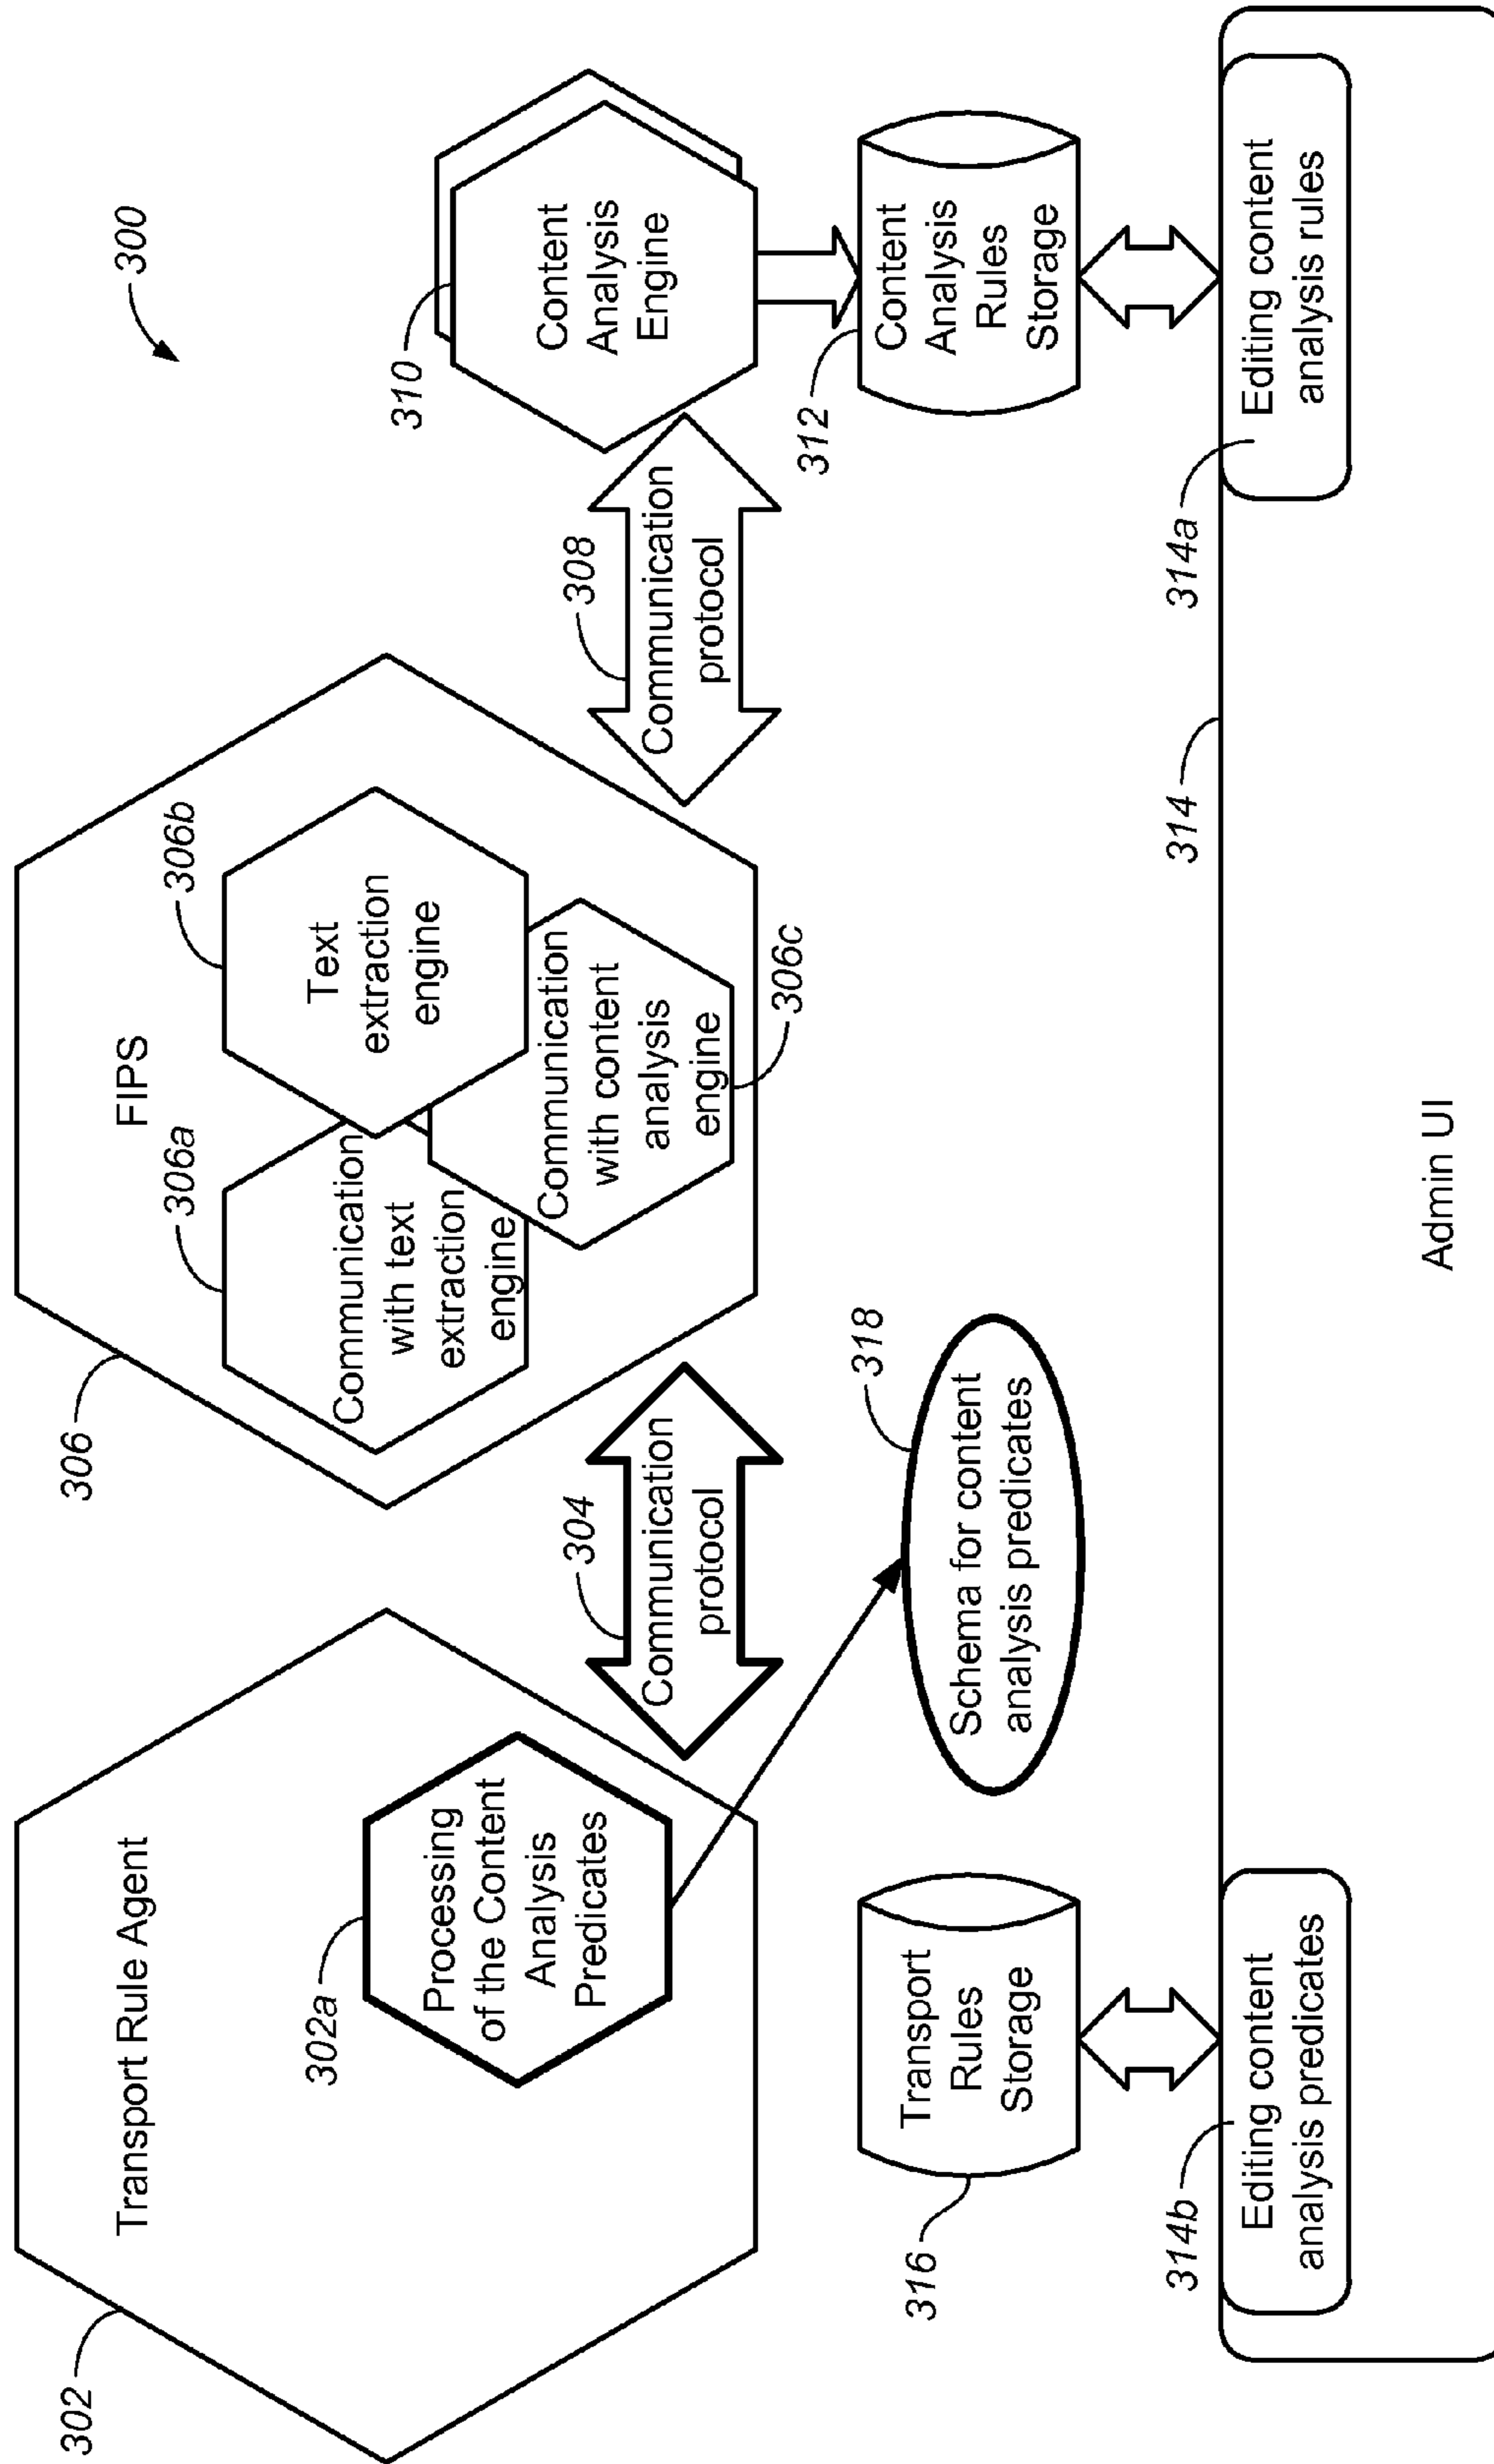 300
302
Transport Rule Agent
302a
Processing
of the Content
Analysis
Predicates
304
Communication
protocol
306
FIPS
306a
Communication
with text
extraction
engine
306b
Text
extraction
engine
306c
Communication
with content
analysis
engine
308
Communication
protocol
310
Content
Analysis
Engine
316
Transport
Rules
Storage
318
Schema for content
analysis predicates
312
Content
Analysis
Rules
Storage
314b
Editing content
analysis predicates
314
314a
Editing content
analysis rules
Admin UI